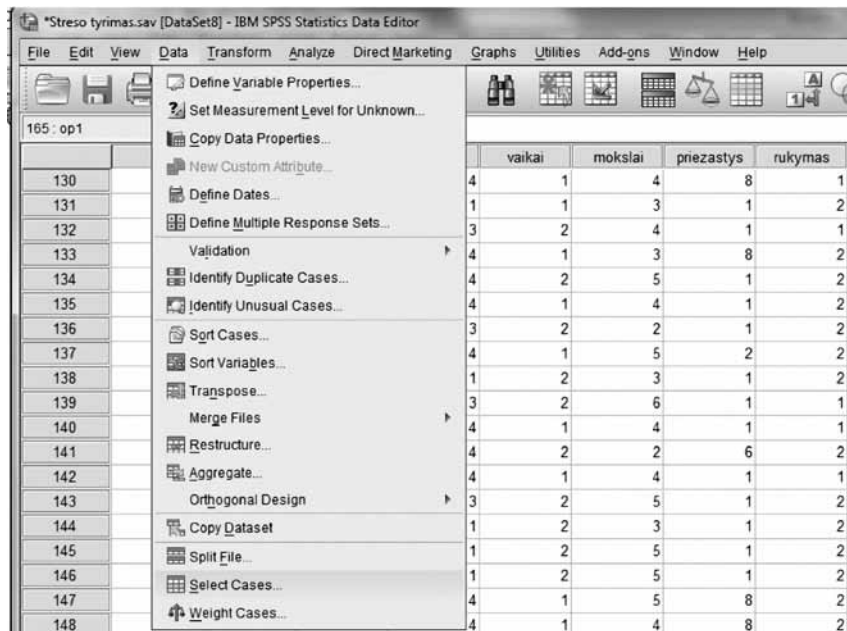 *Streso tyrimas.sav [DataSet8] - IBM SPSS Statistics Data Editor
File Edit View Data Transform Analyze Direct Marketing Graphs Utilities Add-ons Window Help
165 : op1
Define Variable Properties...
Set Measurement Level for Unknown...
Copy Data Properties...
New Custom Attribute...
Define Dates...
Define Multiple Response Sets...
Validation
Identify Duplicate Cases...
Identify Unusual Cases...
Sort Cases...
Sort Variables...
Transpose...
Merge Files
Restructure...
Aggregate...
Orthogonal Design
Copy Dataset
Split File...
Select Cases...
Weight Cases...
vaikai mokslai priezastys rukymas
130 4 1 4 8 1
131 1 1 3 1 2
132 3 2 4 1 1
133 4 1 3 8 2
134 4 2 5 1 2
135 4 1 4 1 2
136 3 2 2 1 2
137 4 1 5 2 2
138 1 2 3 1 2
139 3 2 6 1 1
140 4 1 4 1 1
141 4 2 2 6 2
142 4 1 4 1 1
143 3 2 5 1 2
144 1 2 3 1 2
145 1 2 5 1 2
146 1 2 5 1 2
147 4 1 5 8 2
148 4 1 4 8 2